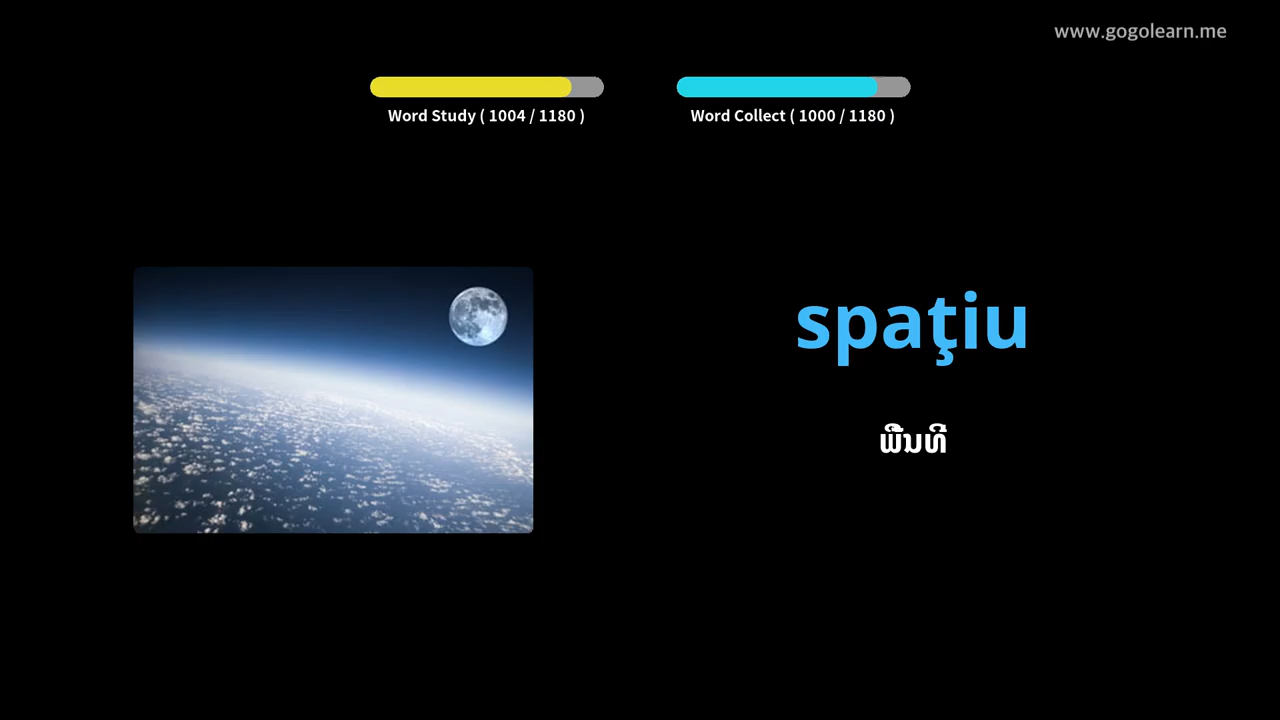 www.gogolearn.me
Word Study ( 1004 / 1180 )
Word Collect ( 1000 / 1180 )
spaţiu
ພື້ນທີ່